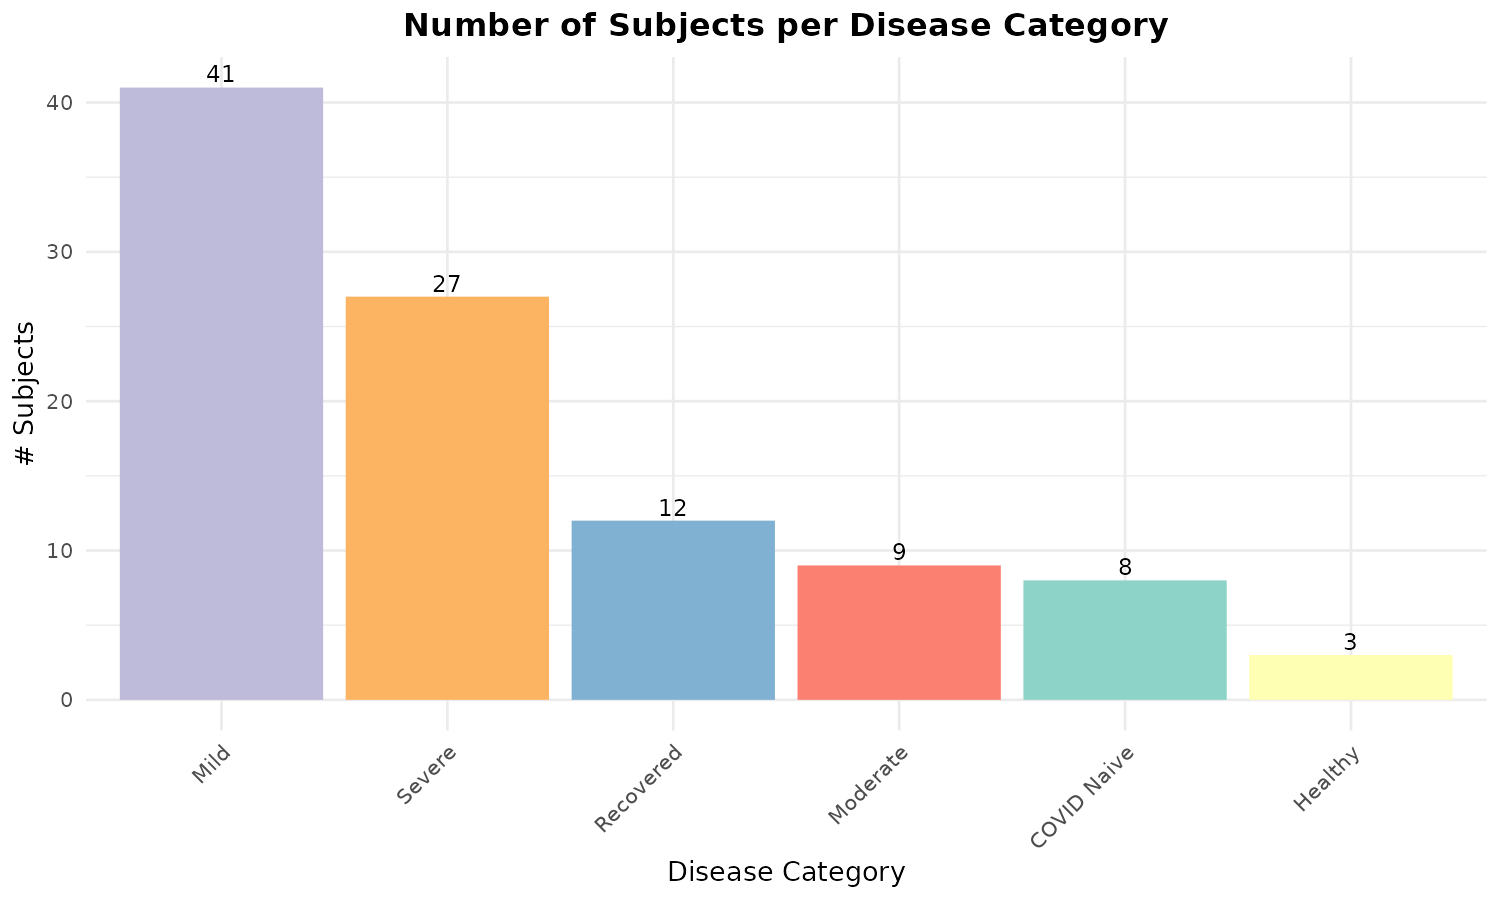 Number of Subjects per Disease Category
# Subjects
40
30
20
10
0
41
27
12
9
8
3
Mild
Severe
Recovered
Moderate
COVID Naive
Healthy
Disease Category